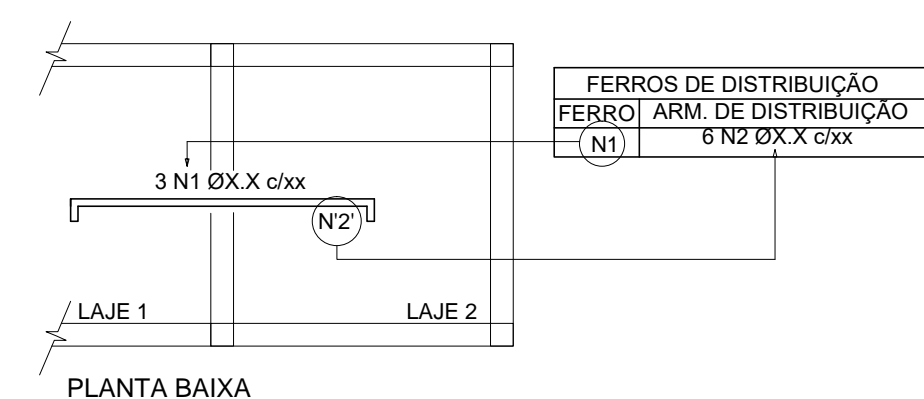 FERROS DE DISTRIBUIÇÃO
FERRO ARM. DE DISTRIBUIÇÃO
N1 6 N2 ØX.X c/xx
3 N1 ØX.X c/xx
N'2'
LAJE 1 LAJE 2
PLANTA BAIXA